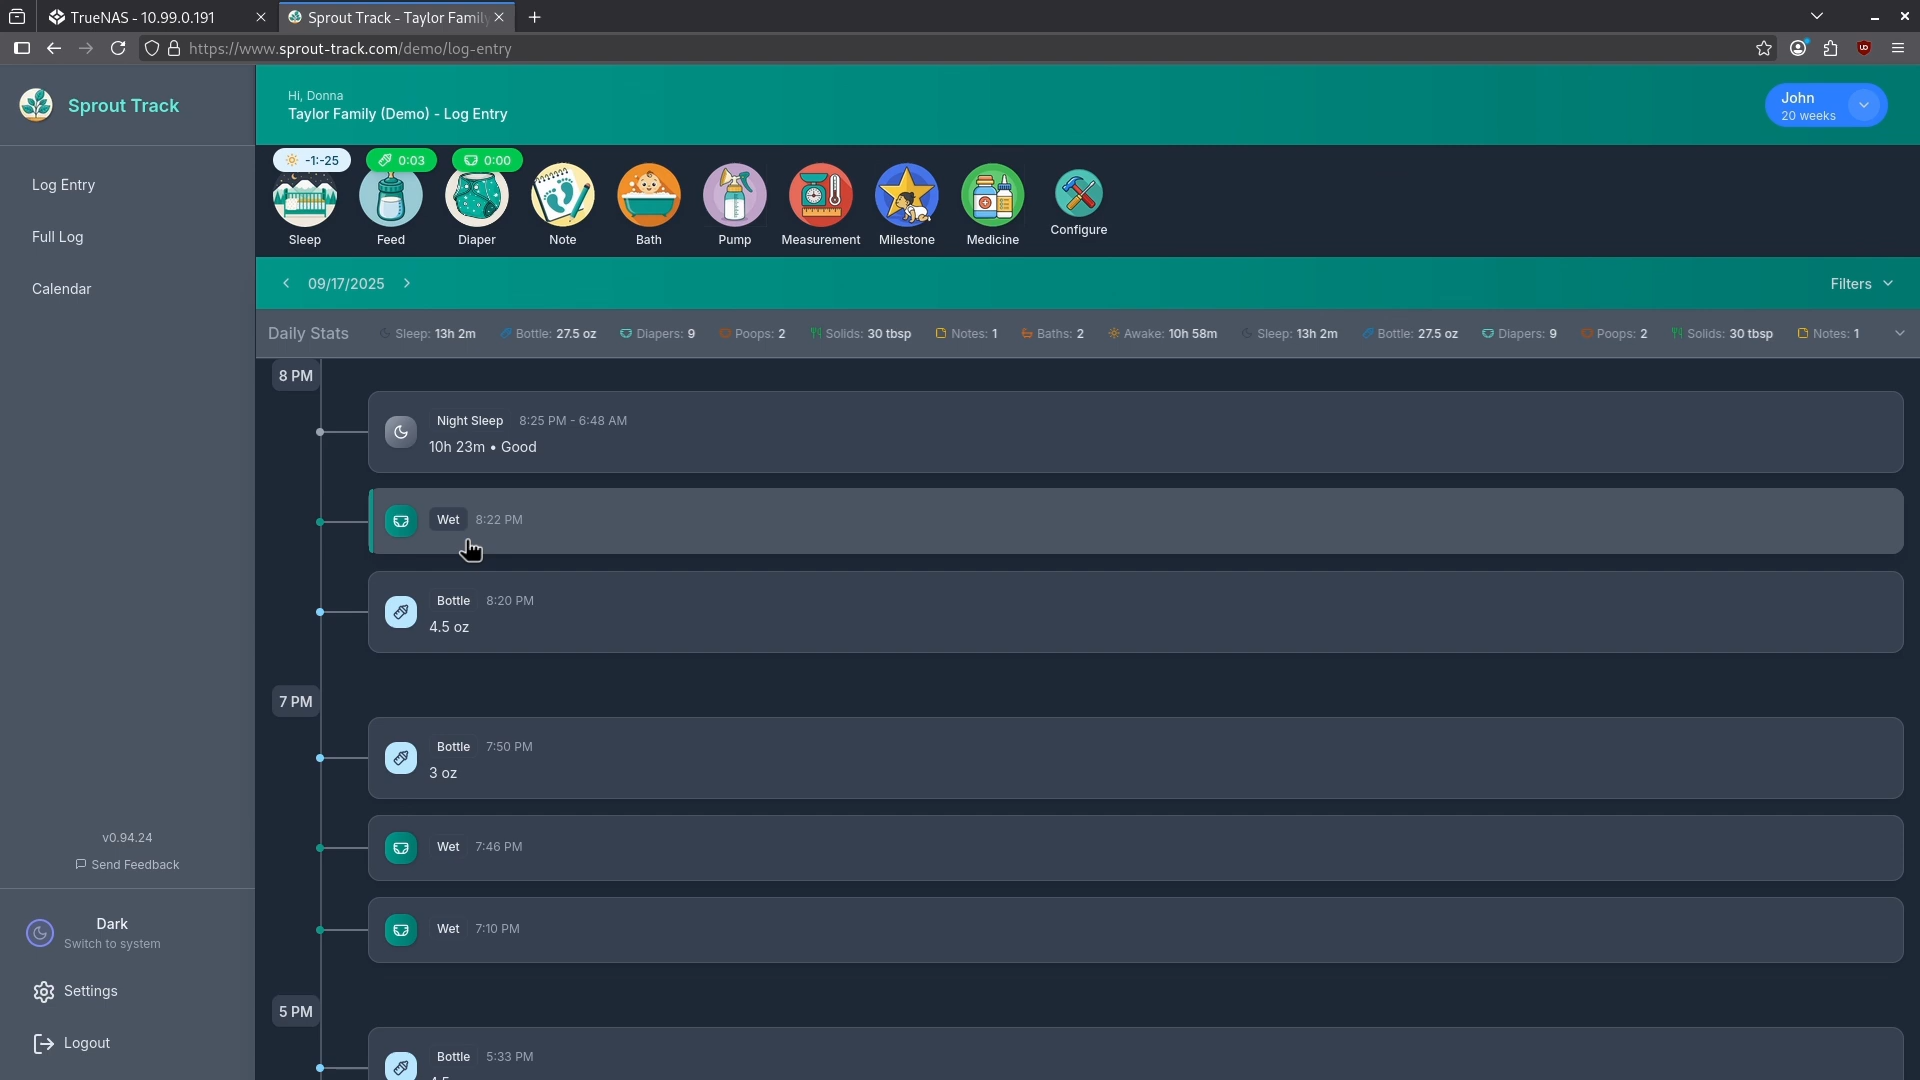 TrueNAS - 10.99.0.191
Sprout Track - Taylor Family
https://www.sprout-track.com/demo/log-entry
Sprout Track
Log Entry
Full Log
Calendar
v0.94.24
Send Feedback
Dark
Switch to system
Settings
Logout
Hi, Donna
Taylor Family (Demo) - Log Entry
John
20 weeks
-1:-25
0:03
0:00
Sleep
Feed
Diaper
Note
Bath
Pump
Measurement
Milestone
Medicine
Configure
09/17/2025
Filters
Daily Stats
Sleep: 13h 2m
Bottle: 27.5 oz
Diapers: 9
Poops: 2
Solids: 30 tbsp
Notes: 1
Baths: 2
Awake: 10h 58m
Sleep: 13h 2m
Bottle: 27.5 oz
Diapers: 9
Poops: 2
Solids: 30 tbsp
Notes: 1
8 PM
Night Sleep 8:25 PM - 6:48 AM
10h 23m • Good
Wet 8:22 PM
Bottle 8:20 PM
4.5 oz
7 PM
Bottle 7:50 PM
3 oz
Wet 7:46 PM
Wet 7:10 PM
5 PM
Bottle 5:33 PM